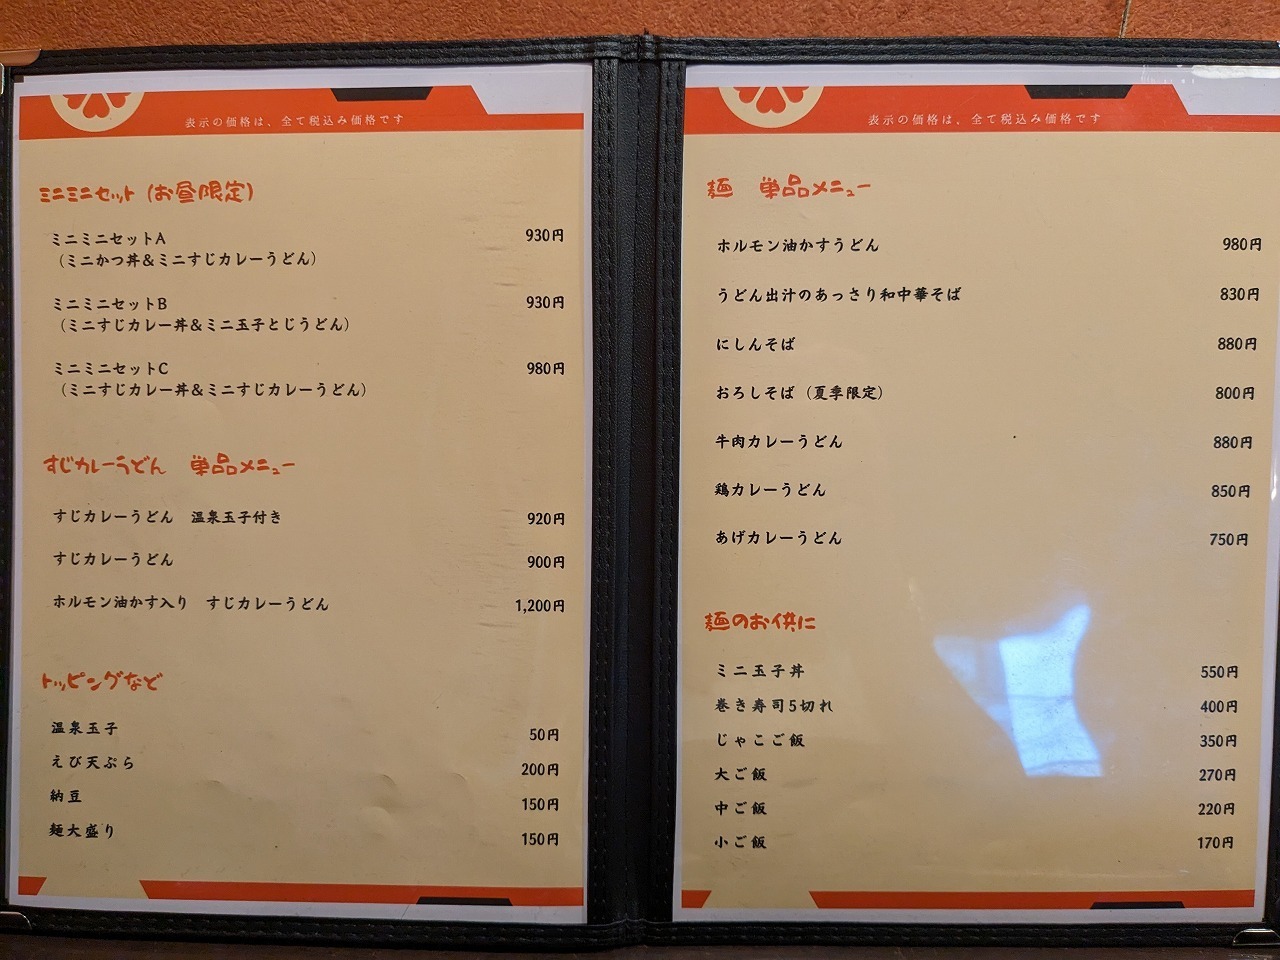 表示の価格は、全て税込み価格です
ミニミニセット(お昼限定)
ミニミニセットA 930円
(ミニかつ丼&ミニすじカレーうどん)
ミニミニセットB 930円
(ミニすじカレー丼&ミニ玉子とじうどん)
ミニミニセットC 980円
(ミニすじカレー丼&ミニすじカレーうどん)
すじカレーうどん 単品メニュー
すじカレーうどん 温泉玉子付き 920円
すじカレーうどん 900円
ホルモン油かす入り すじカレーうどん 1,200円
トッピングなど
温泉玉子 50円
えび天ぷら 200円
納豆 150円
麺大盛り 150円
表示の価格は、全て税込み価格です
麺 単品メニュー
ホルモン油かすうどん 980円
うどん出汁のあっさり和中華そば 830円
にしんそば 880円
おろしそば(夏季限定) 800円
牛肉カレーうどん 880円
鶏カレーうどん 850円
あげカレーうどん 750円
麺のお供に
ミニ玉子丼 550円
巻き寿司5切れ 400円
じゃこご飯 350円
大ご飯 270円
中ご飯 220円
小ご飯 170円